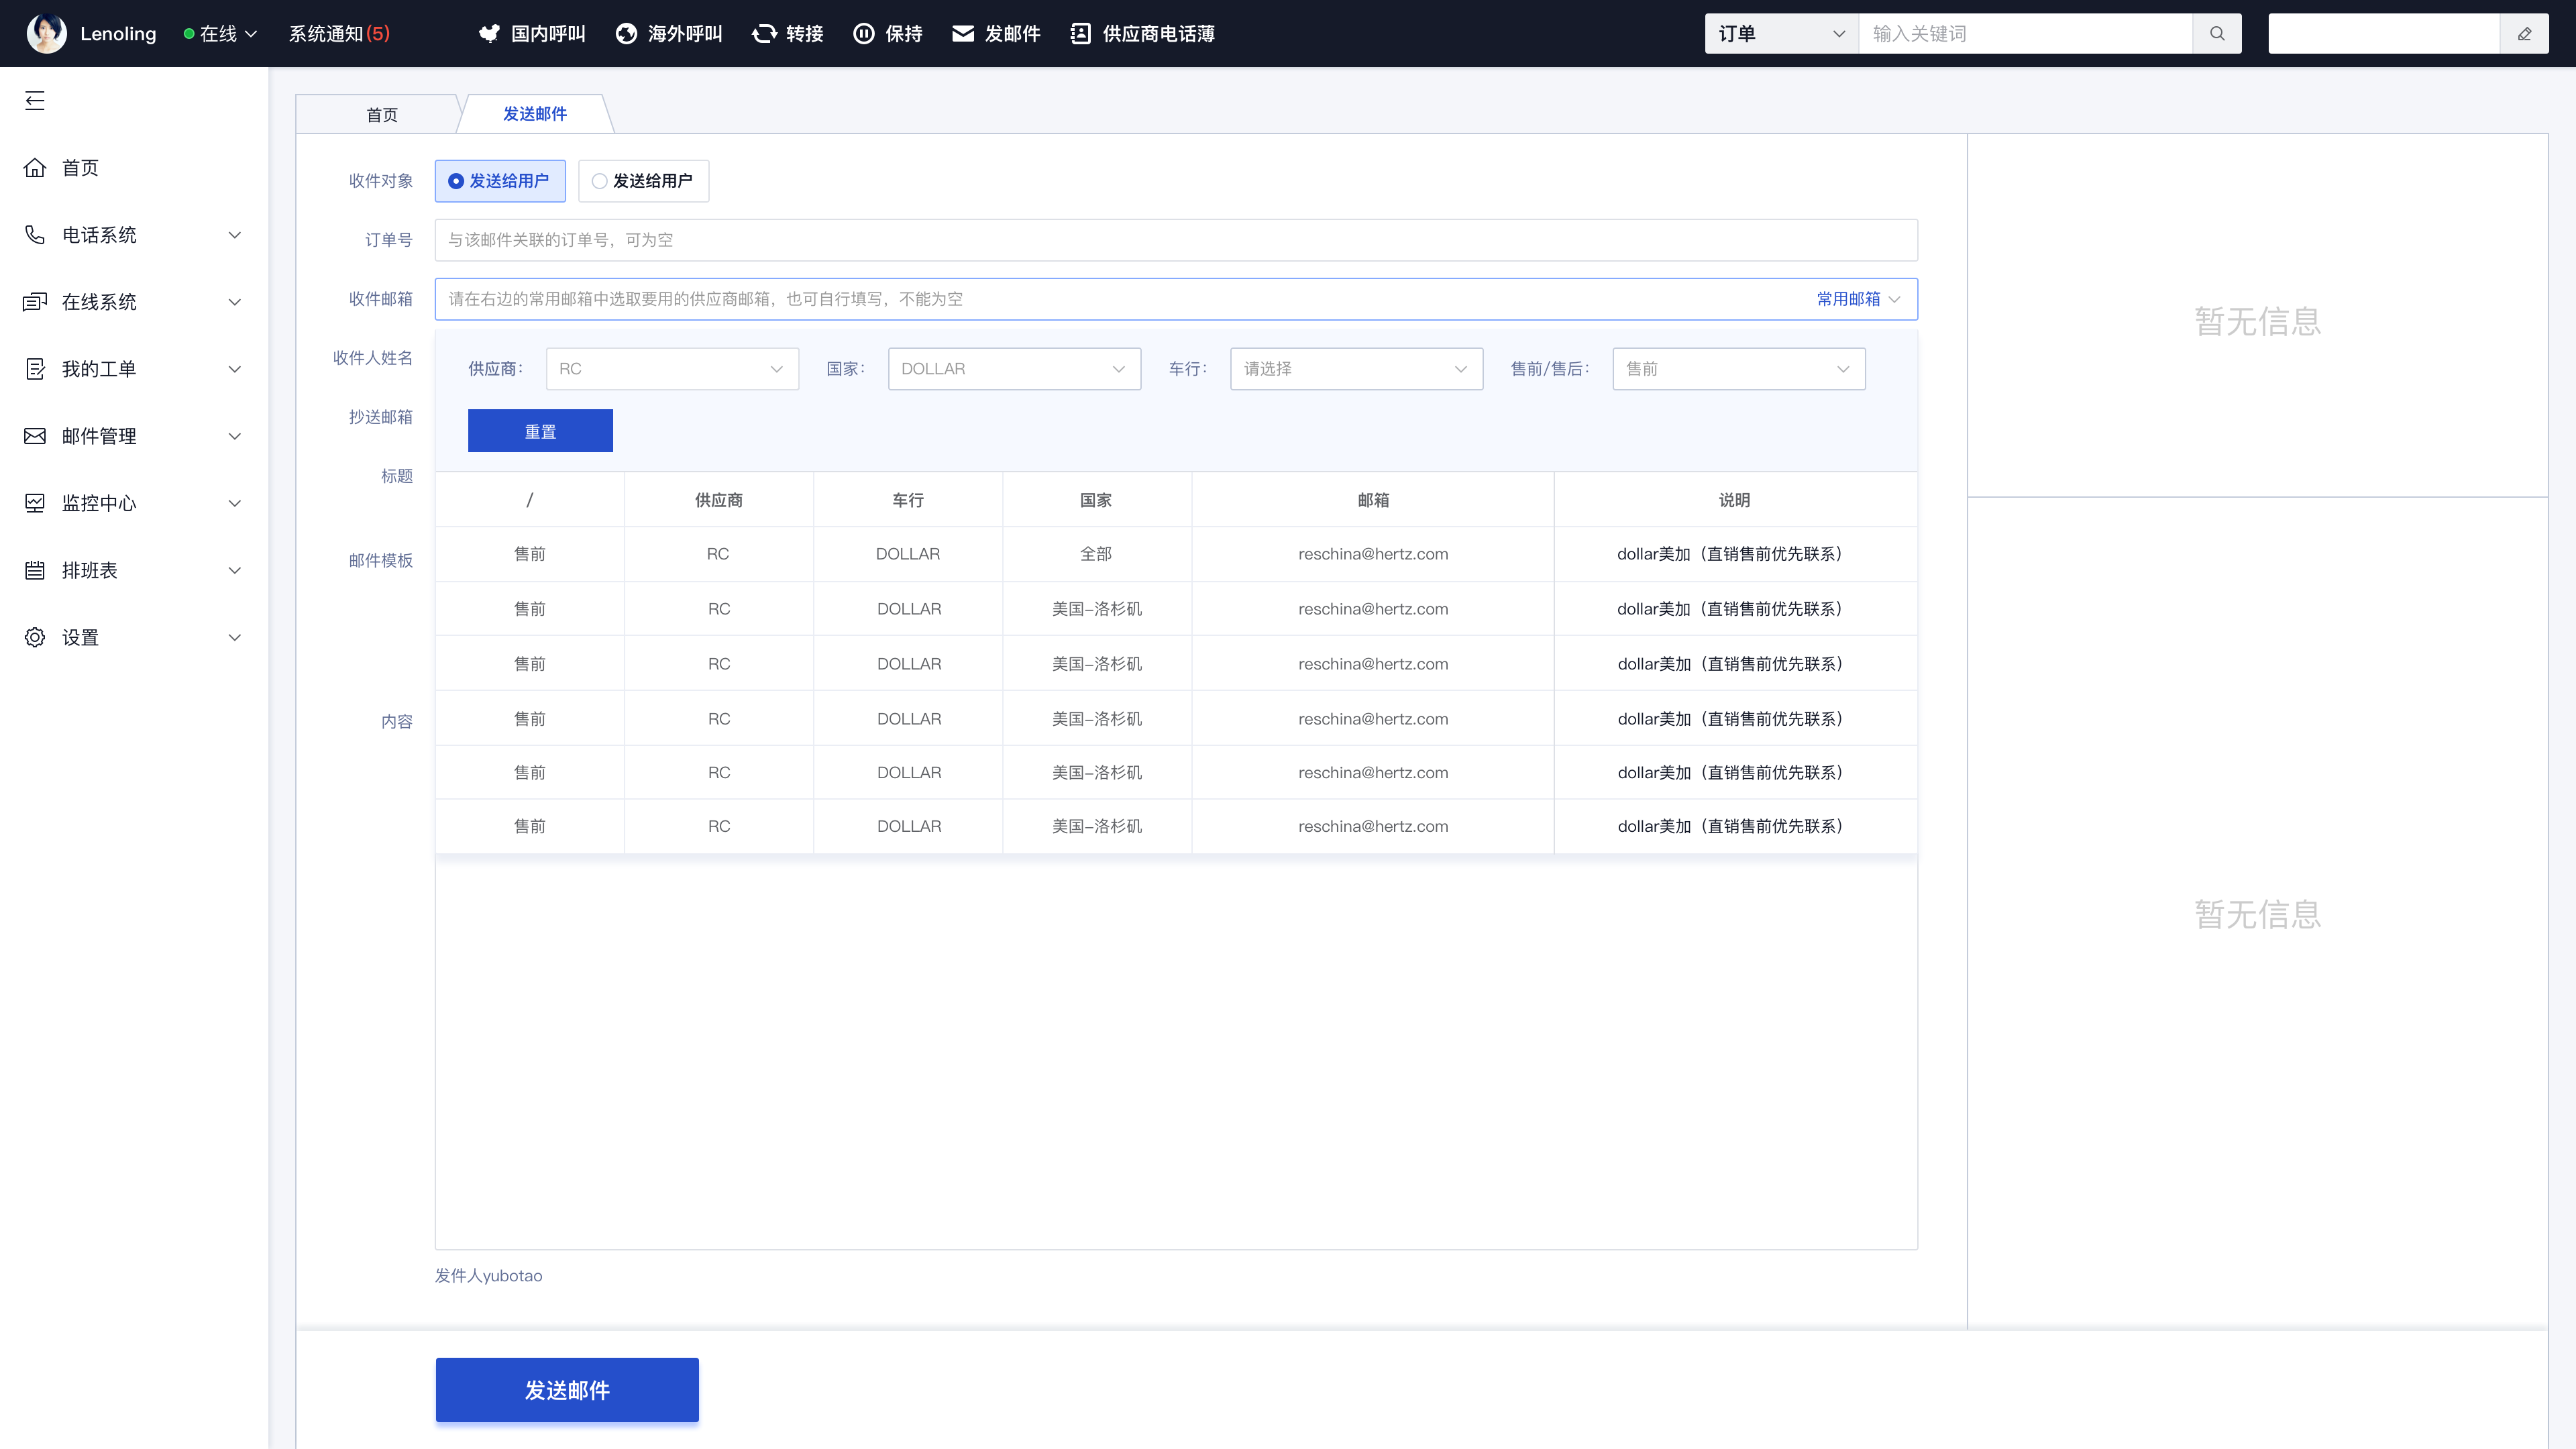 Lenoling 在线 系统通知(5) 国内呼叫 海外呼叫 转接 保持 发邮件 供应商电话薄 订单 输入关键词
首页
电话系统
在线系统
我的工单
邮件管理
监控中心
排班表
设置
首页 发送邮件
收件对象 发送给用户 发送给用户
订单号 与该邮件关联的订单号，可为空
收件邮箱 请在右边的常用邮箱中选取要用的供应商邮箱，也可自行填写，不能为空 常用邮箱
收件人姓名
抄送邮箱
标题
邮件模板
内容
供应商： RC 国家： DOLLAR 车行： 请选择 售前/售后： 售前
重置
/ 供应商 车行 国家 邮箱 说明
售前 RC DOLLAR 全部 reschina@hertz.com dollar美加（直销售前优先联系）
售前 RC DOLLAR 美国-洛杉矶 reschina@hertz.com dollar美加（直销售前优先联系）
售前 RC DOLLAR 美国-洛杉矶 reschina@hertz.com dollar美加（直销售前优先联系）
售前 RC DOLLAR 美国-洛杉矶 reschina@hertz.com dollar美加（直销售前优先联系）
售前 RC DOLLAR 美国-洛杉矶 reschina@hertz.com dollar美加（直销售前优先联系）
售前 RC DOLLAR 美国-洛杉矶 reschina@hertz.com dollar美加（直销售前优先联系）
发件人yubotao
发送邮件
暂无信息
暂无信息